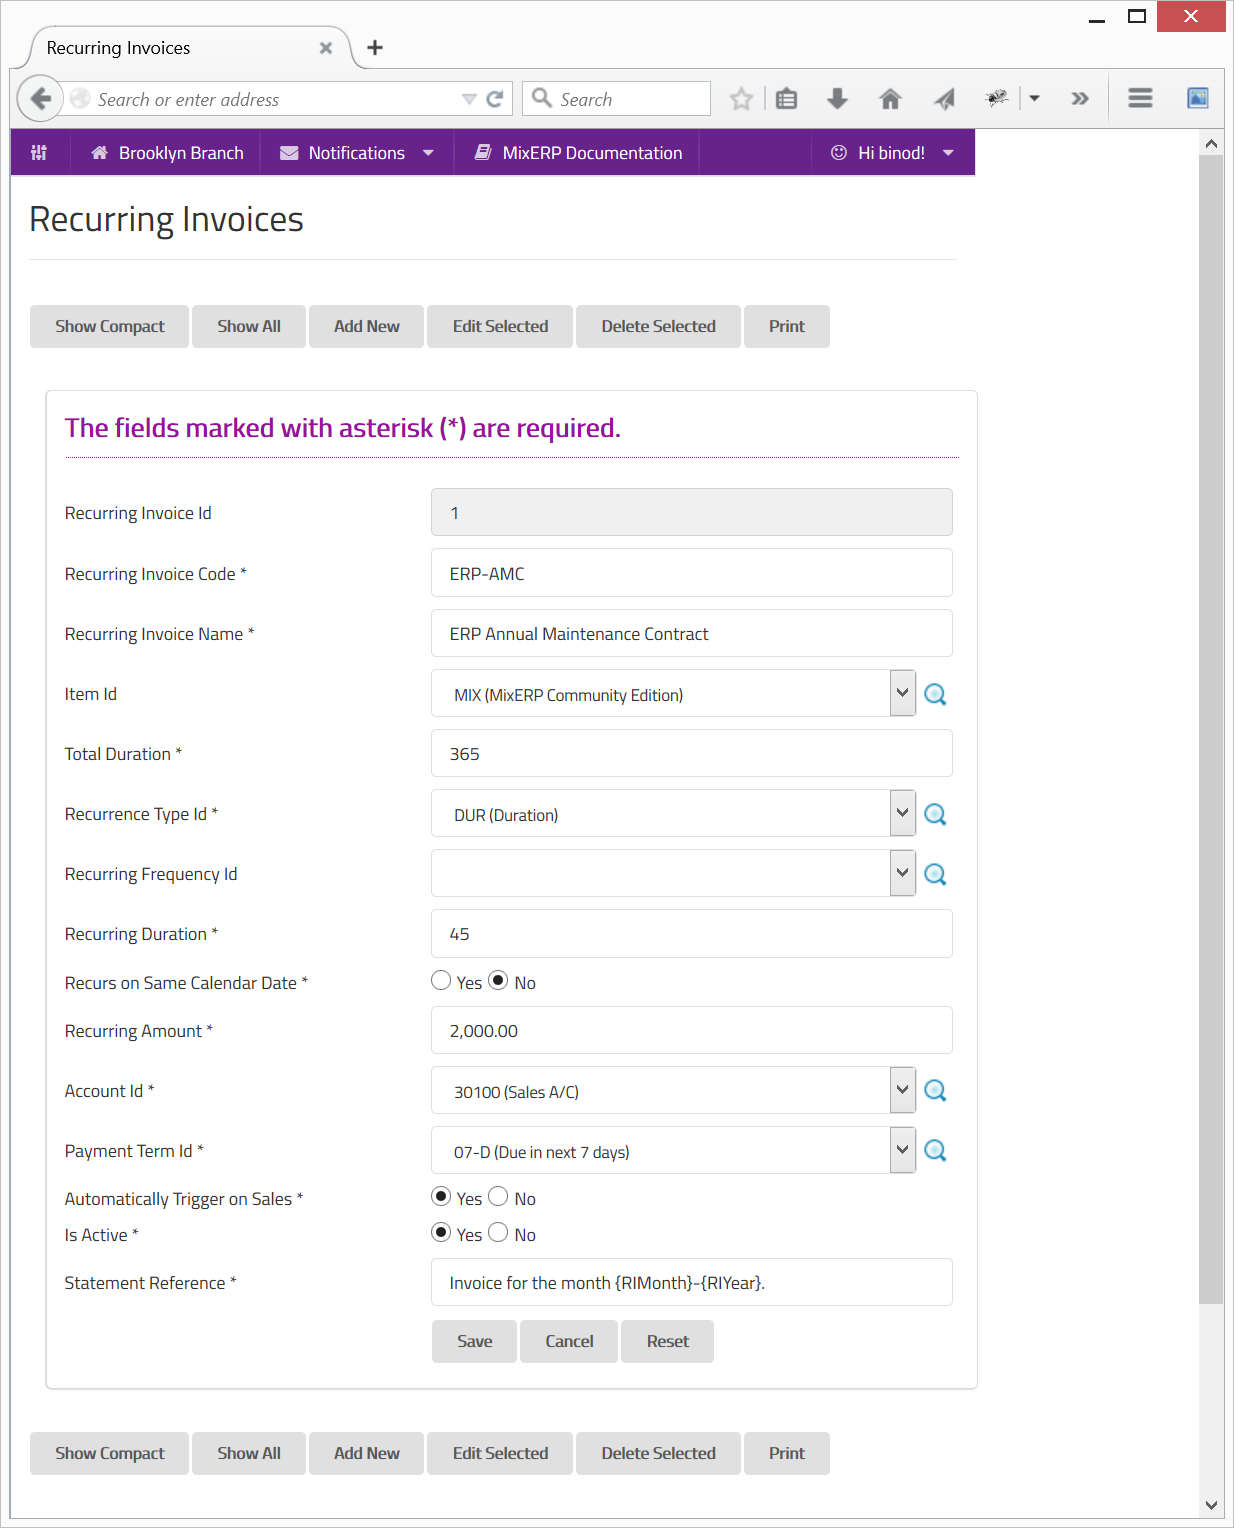 Recurring Invoices
Search or enter address
Search
Brooklyn Branch Notifications MixERP Documentation Hi binod!
Recurring Invoices
Show Compact Show All Add New Edit Selected Delete Selected Print
The fields marked with asterisk (*) are required.
Recurring Invoice Id 1
Recurring Invoice Code * ERP-AMC
Recurring Invoice Name * ERP Annual Maintenance Contract
Item Id MIX (MixERP Community Edition)
Total Duration * 365
Recurrence Type Id * DUR (Duration)
Recurring Frequency Id
Recurring Duration * 45
Recurs on Same Calendar Date * Yes No
Recurring Amount * 2,000.00
Account Id * 30100 (Sales A/C)
Payment Term Id * 07-D (Due in next 7 days)
Automatically Trigger on Sales * Yes No
Is Active * Yes No
Statement Reference * Invoice for the month {RIMonth}-{RIYear}.
Save Cancel Reset
Show Compact Show All Add New Edit Selected Delete Selected Print